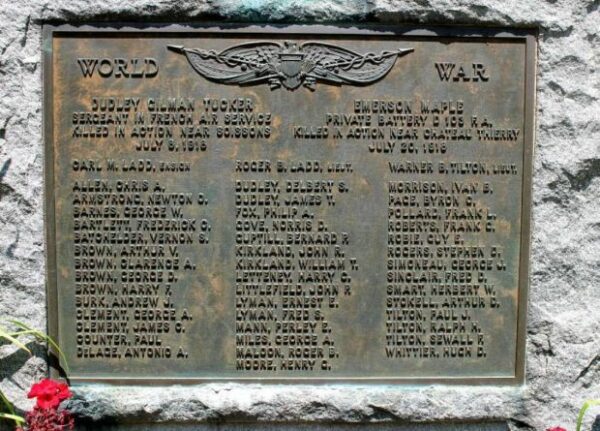 WORLD WAR
DUDLEY GILMAN TUCKER
SERGEANT IN FRENCH AIR SERVICE
KILLED IN ACTION NEAR SOISSONS
JULY 8, 1918
EMERSON MAPLE
PRIVATE BATTERY D 103 F.A.
KILLED IN ACTION NEAR CHATEAU THIERRY
JULY 20, 1918
CARL M. LADD, ENSIGN
ALLEN, CHRIS A.
ARMSTRONG, NEWTON O.
BARNES, GEORGE W.
BARTLETT, FREDERICK O.
BATCHELDER, VERNON S.
BROWN, ARTHUR V.
BROWN, CLARENCE A.
BROWN, GEORGE D.
BROWN, HARRY F.
BURK, ANDREW J.
CLEMENT, GEORGE A.
CLEMENT, JAMES C.
COUNTER, PAUL
DELAGE, ANTONIO A.
ROGER S. LADD, LIEUT.
DUDLEY, DELBERT S.
DUDLEY, JAMES T.
FOX, PHILIP A.
GOVE, NORRIS D.
GUPTILL, BERNARD P.
KIRKLAND, JOHN R.
KIRKLAND, WILLIAM T.
LETENEY, HARRY C.
LITTLEFIELD, JOHN P.
LYMAN, ERNEST E.
LYMAN, FRED S.
MANN, PERLEY E.
MILES, GEORGE A.
MALOON, ROGER B.
MOORE, HENRY C.
WARNER B. TILTON, LIEUT.
MORRISON, IVAN B.
PAGE, BYRON G.
POLLARD, FRANK L.
ROBERTS, FRANK C.
ROBIE, GUY E.
ROGERS, STEPHEN D.
SIMONEAU, GEORGE J.
SINCLAIR, FRED L.
SMART, HERBERT W.
STOKELL, ARTHUR D.
TILTON, PAUL J.
TILTON, RALPH H.
TILTON, SEWALL F.
WHITTIER, HUGH D.